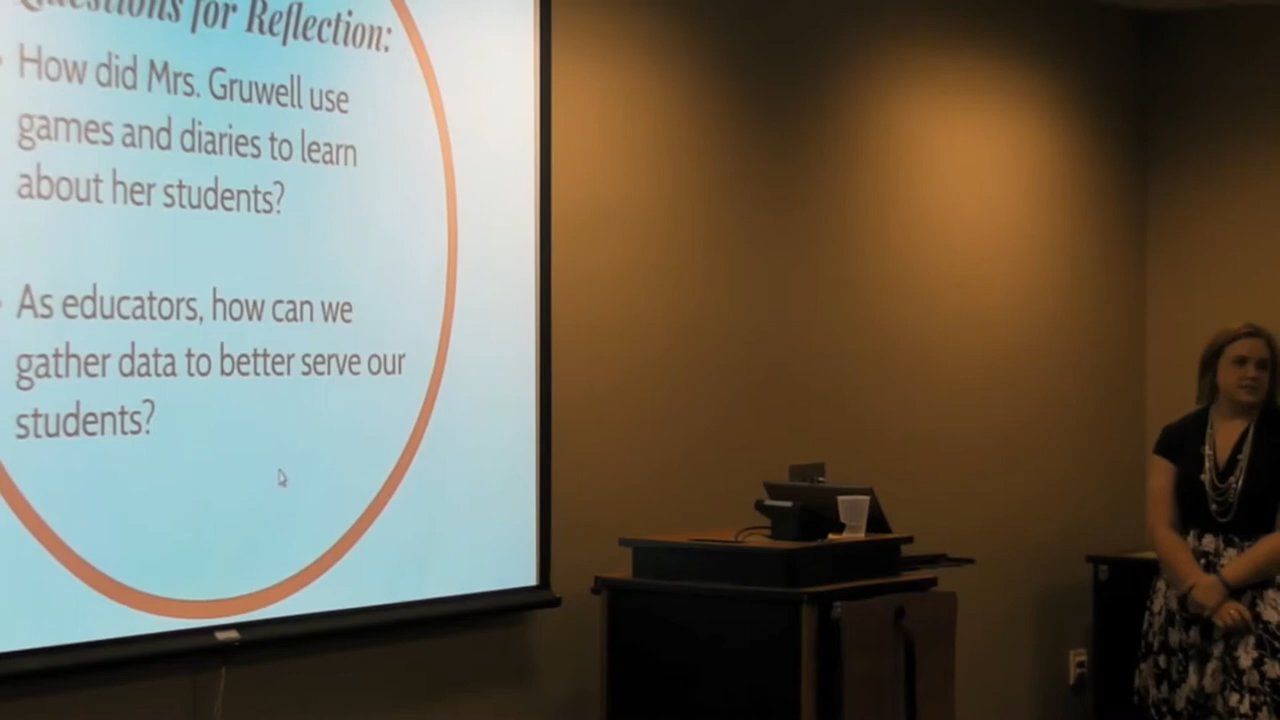 Questions for Reflection:
How did Mrs. Gruwell use
games and diaries to learn
about her students?
As educators, how can we
gather data to better serve our
students?